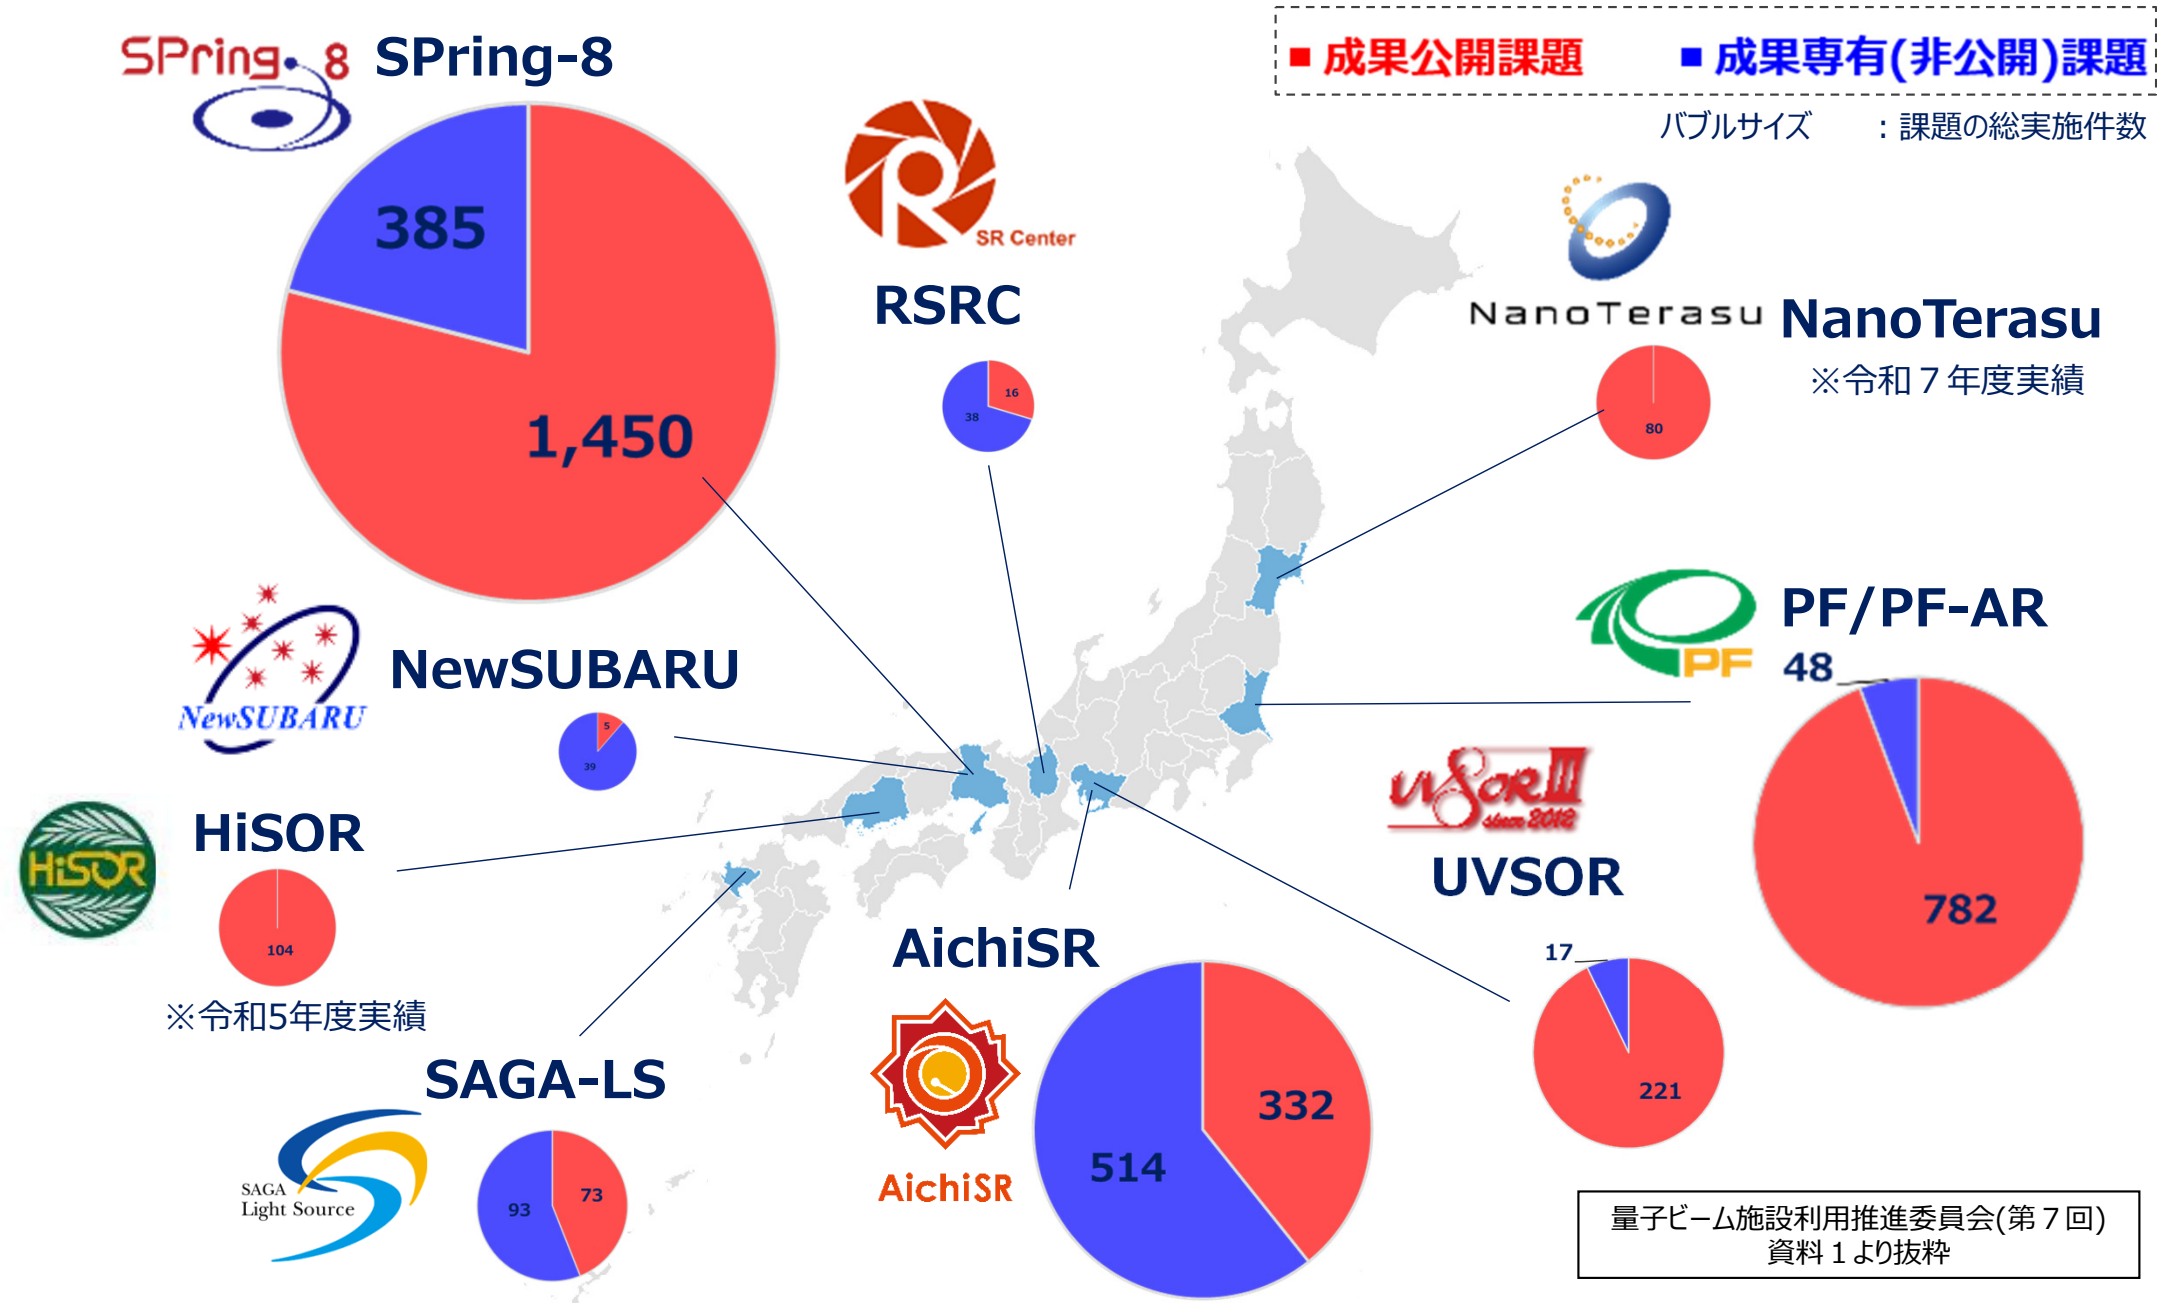 SPring-8
SPring-8
■ 成果公開課題 ■ 成果専有(非公開)課題
バブルサイズ ：課題の総実施件数
385
1,450
SR Center
RSRC
16
38
NanoTerasu
NanoTerasu
※令和７年度実績
80
NewSUBARU
NewSUBARU
5
39
PF
PF/PF-AR
48
782
HiSOR
HiSOR
104
※令和5年度実績
UVSOR III
since 2012
UVSOR
17
221
SAGA-LS
SAGA
Light Source
93
73
AichiSR
AichiSR
332
514
量子ビーム施設利用推進委員会(第７回)
資料１より抜粋